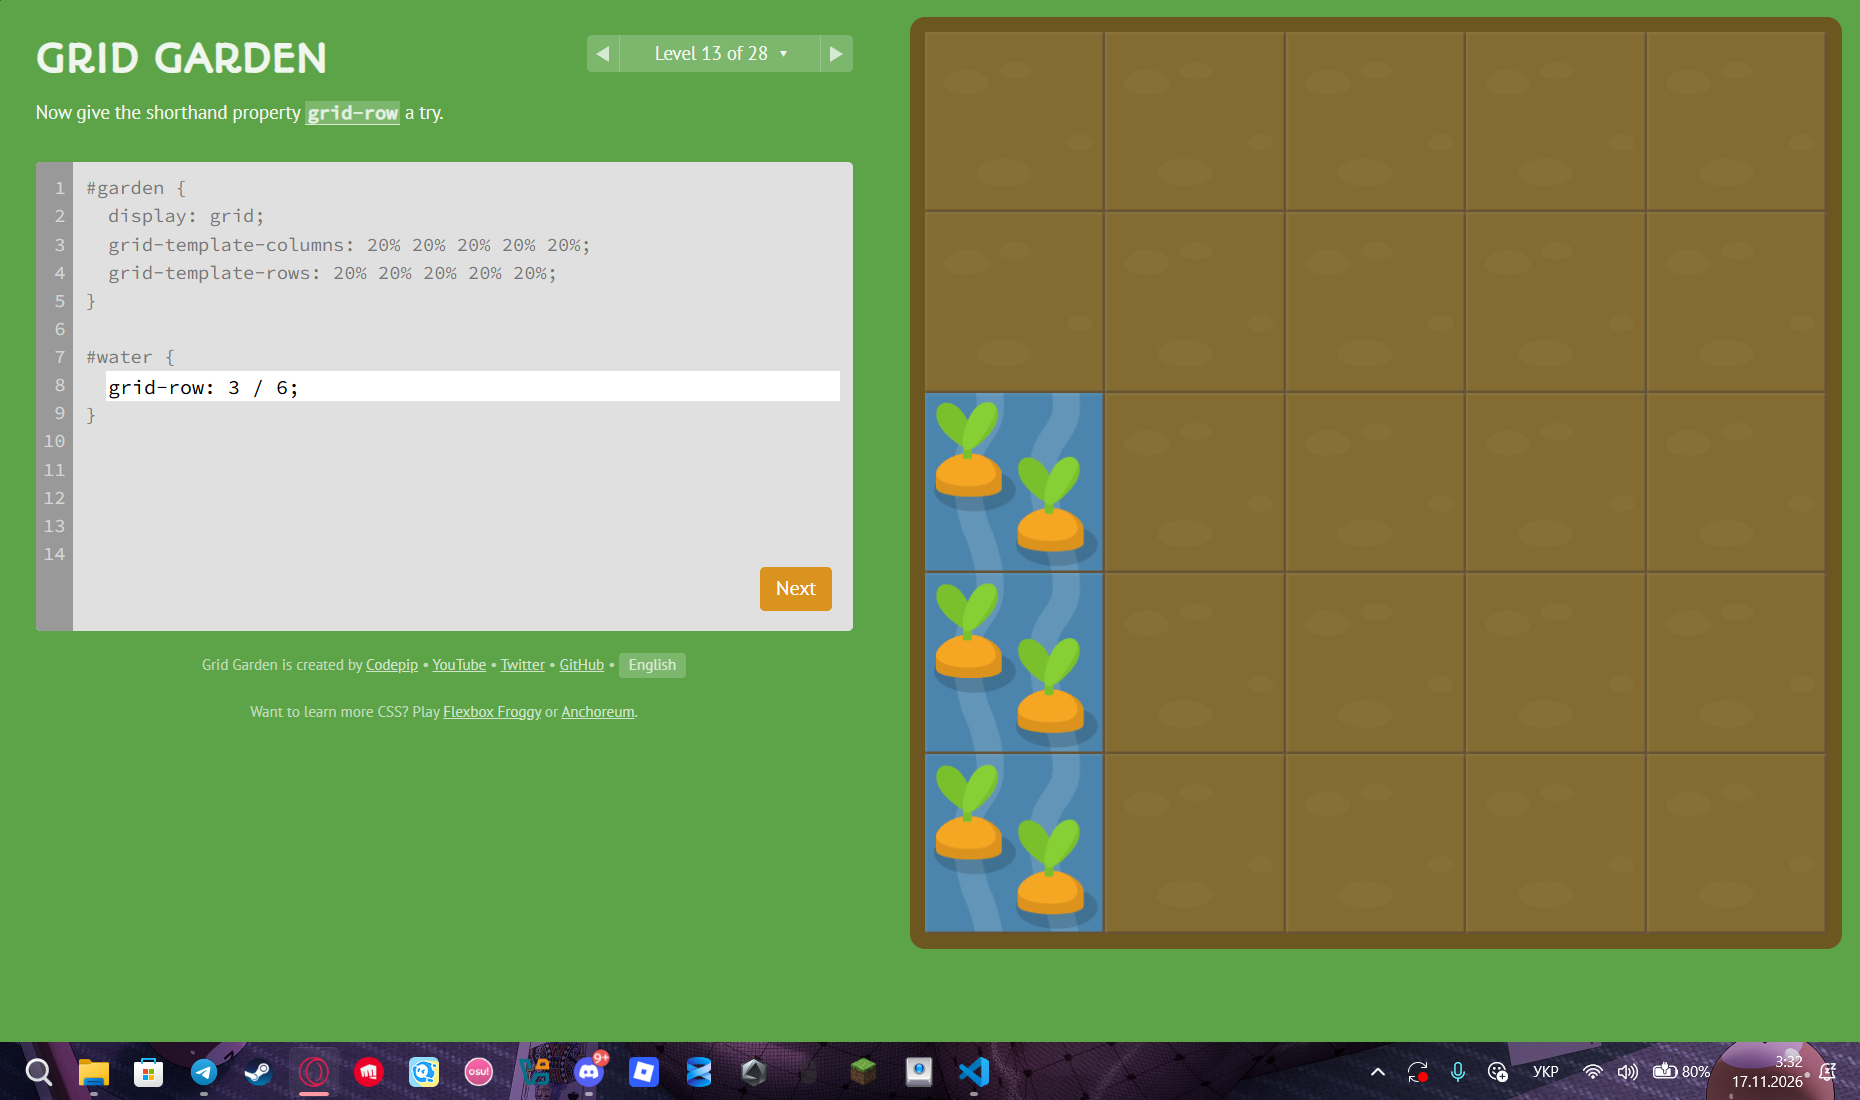 GRID GARDEN
Level 13 of 28
Now give the shorthand property grid-row a try.
1 #garden {
2 display: grid;
3 grid-template-columns: 20% 20% 20% 20% 20%;
4 grid-template-rows: 20% 20% 20% 20% 20%;
5 }
6
7 #water {
8 grid-row: 3 / 6;
9 }
10
11
12
13
14
Next
Grid Garden is created by Codepip • YouTube • Twitter • GitHub • English
Want to learn more CSS? Play Flexbox Froggy or Anchoreum.
osu!
9+
УКР
80%
3:32
17.11.2026